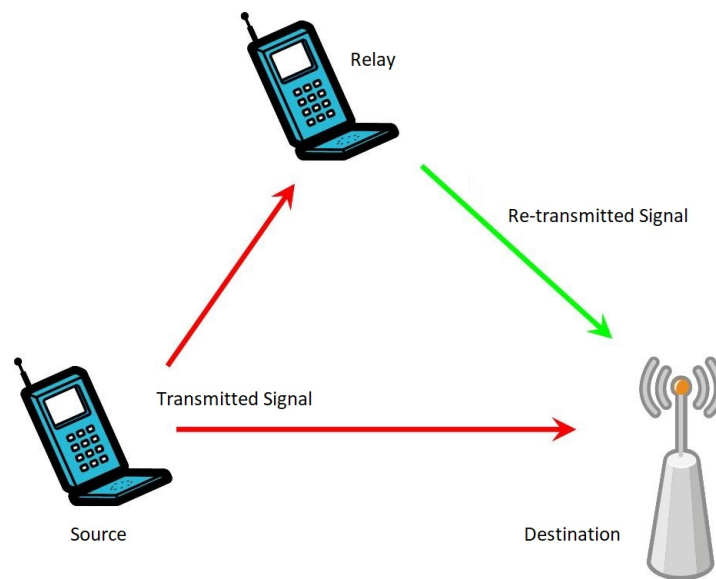 Relay
Re-transmitted Signal
Transmitted Signal
Source
Destination